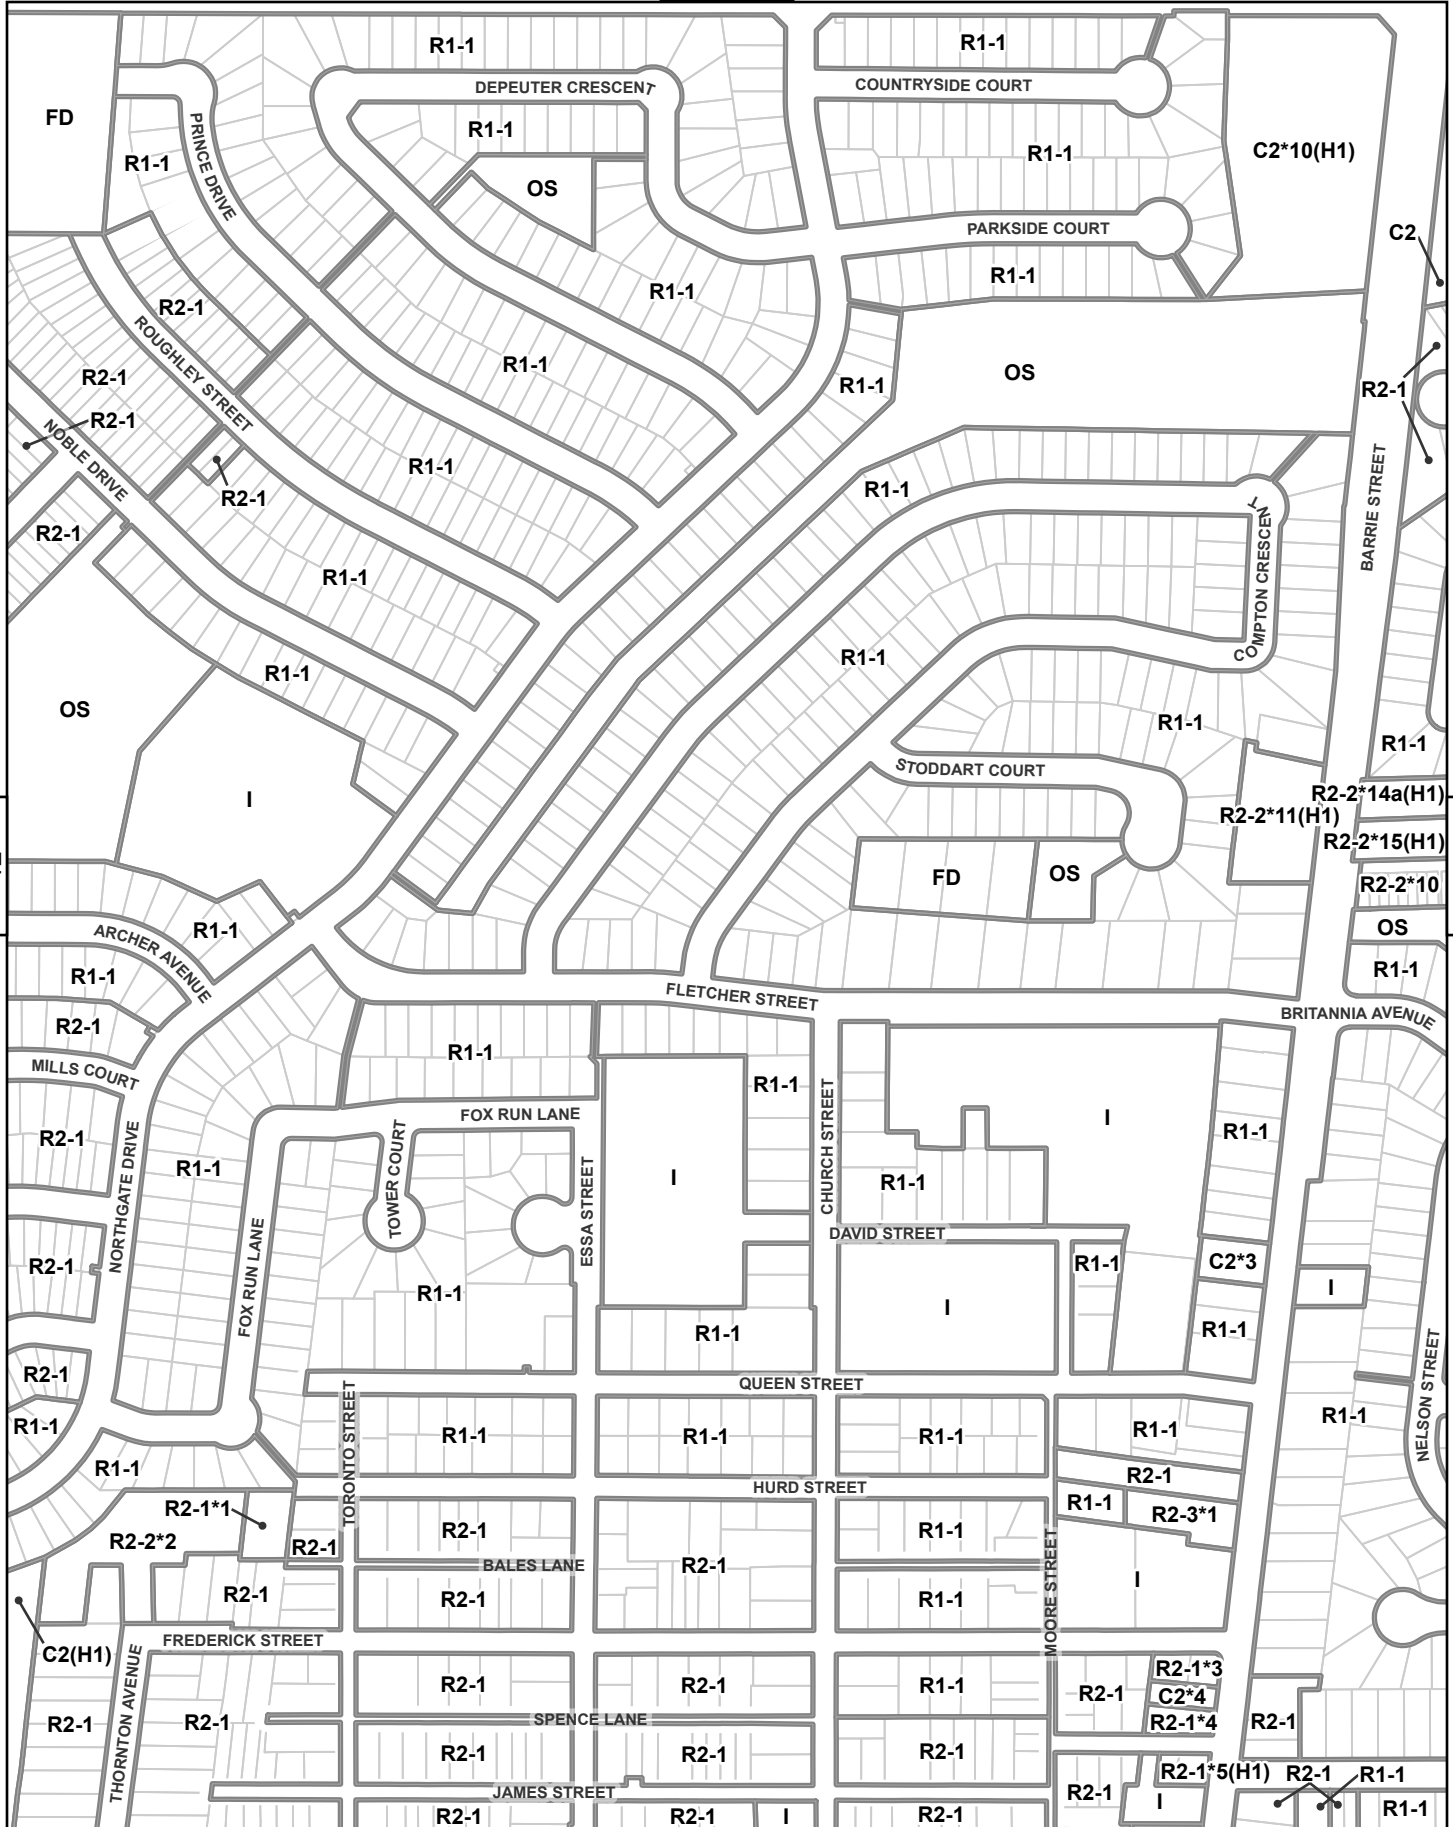 R1-1
R1-1
DEPEUTER CRESCENT
COUNTRYSIDE COURT
FD
R1-1
PRINCE DRIVE
R1-1
R1-1
C2*10(H1)
OS
PARKSIDE COURT
C2
R1-1
R1-1
R2-1
ROUGHLEY STREET
R1-1
OS
R2-1
R1-1
R2-1
R2-1
NOBLE DRIVE
R1-1
BARRIE STREET
R1-1
R2-1
COMPTON CRESCENT
R2-1
R1-1
R1-1
R1-1
OS
R1-1
R1-1
STODDART COURT
I
R2-2*14a(H1)
R2-2*11(H1)
R2-2*15(H1)
FD
OS
R2-2*10
R1-1
OS
ARCHER AVENUE
R1-1
R1-1
FLETCHER STREET
BRITANNIA AVENUE
R2-1
R1-1
MILLS COURT
R1-1
FOX RUN LANE
I
R2-1
TOWER COURT
CHURCH STREET
R1-1
R1-1
NORTHGATE DRIVE
ESSA STREET
I
R1-1
DAVID STREET
R2-1
FOX RUN LANE
R1-1
C2*3
R1-1
I
I
R1-1
R1-1
R2-1
QUEEN STREET
NELSON STREET
R1-1
TORONTO STREET
R1-1
R1-1
R1-1
R1-1
R1-1
R1-1
R2-1
HURD STREET
R2-1*1
R1-1
R2-3*1
R2-2*2
R2-1
R2-1
R1-1
MOORE STREET
BALES LANE
R2-1
R2-1
R2-1
R1-1
I
FREDERICK STREET
C2(H1)
THORNTON AVENUE
R2-1
R2-1
R1-1
R2-1
R2-1*3
C2*4
R2-1*4
R2-1
R2-1
SPENCE LANE
R2-1
R2-1
R2-1
R2-1
R2-1*5(H1)
R2-1
R1-1
JAMES STREET
R2-1
I
R1-1
R2-1
R2-1
I
R2-1